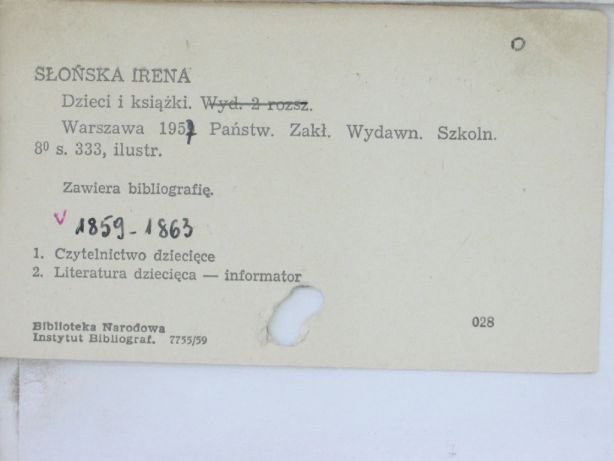 SŁOŃSKA IRENA
Dzieci i książki. Wyd. 2 rozsz.
Warszawa 1957 Państw. Zakł. Wydawn. Szkoln.
8⁰ s. 333, ilustr.
Zawiera bibliografię.
V 1859-1863
1. Czytelnictwo dziecięce
2. Literatura dziecięca — informator
028
Biblioteka Narodowa
Instytut Bibliograf. 7755/59